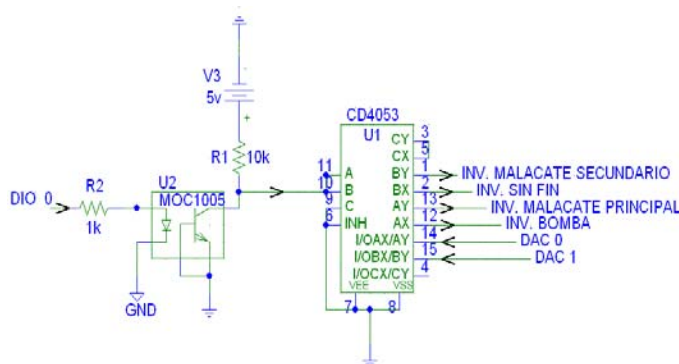 V3
5v
R1
10k
DIO_0
R2
1k
U2
MOC1005
GND
CD4053
U1
11
10
9
6
A
B
C
INH
CY
CX
BY
BX
AY
AX
I/OAX/AY
I/OBX/BY
I/OCX/CY
VEE
VSS
7
8
3
5
1
2
13
12
14
15
4
INV. MALACATE SECUNDARIO
INV. SIN FIN
INV. MALACATE PRINCIPAL
INV. BOMBA
DAC 0
DAC 1